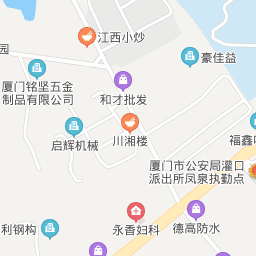 江西小炒
园
豪佳益
厦门铭坚五金
制品有限公司
和才批发
川湘楼
启辉机械
福鑫
厦门市公安局灌口
派出所凤泉执勤点
永香妇科
利钢构
德高防水